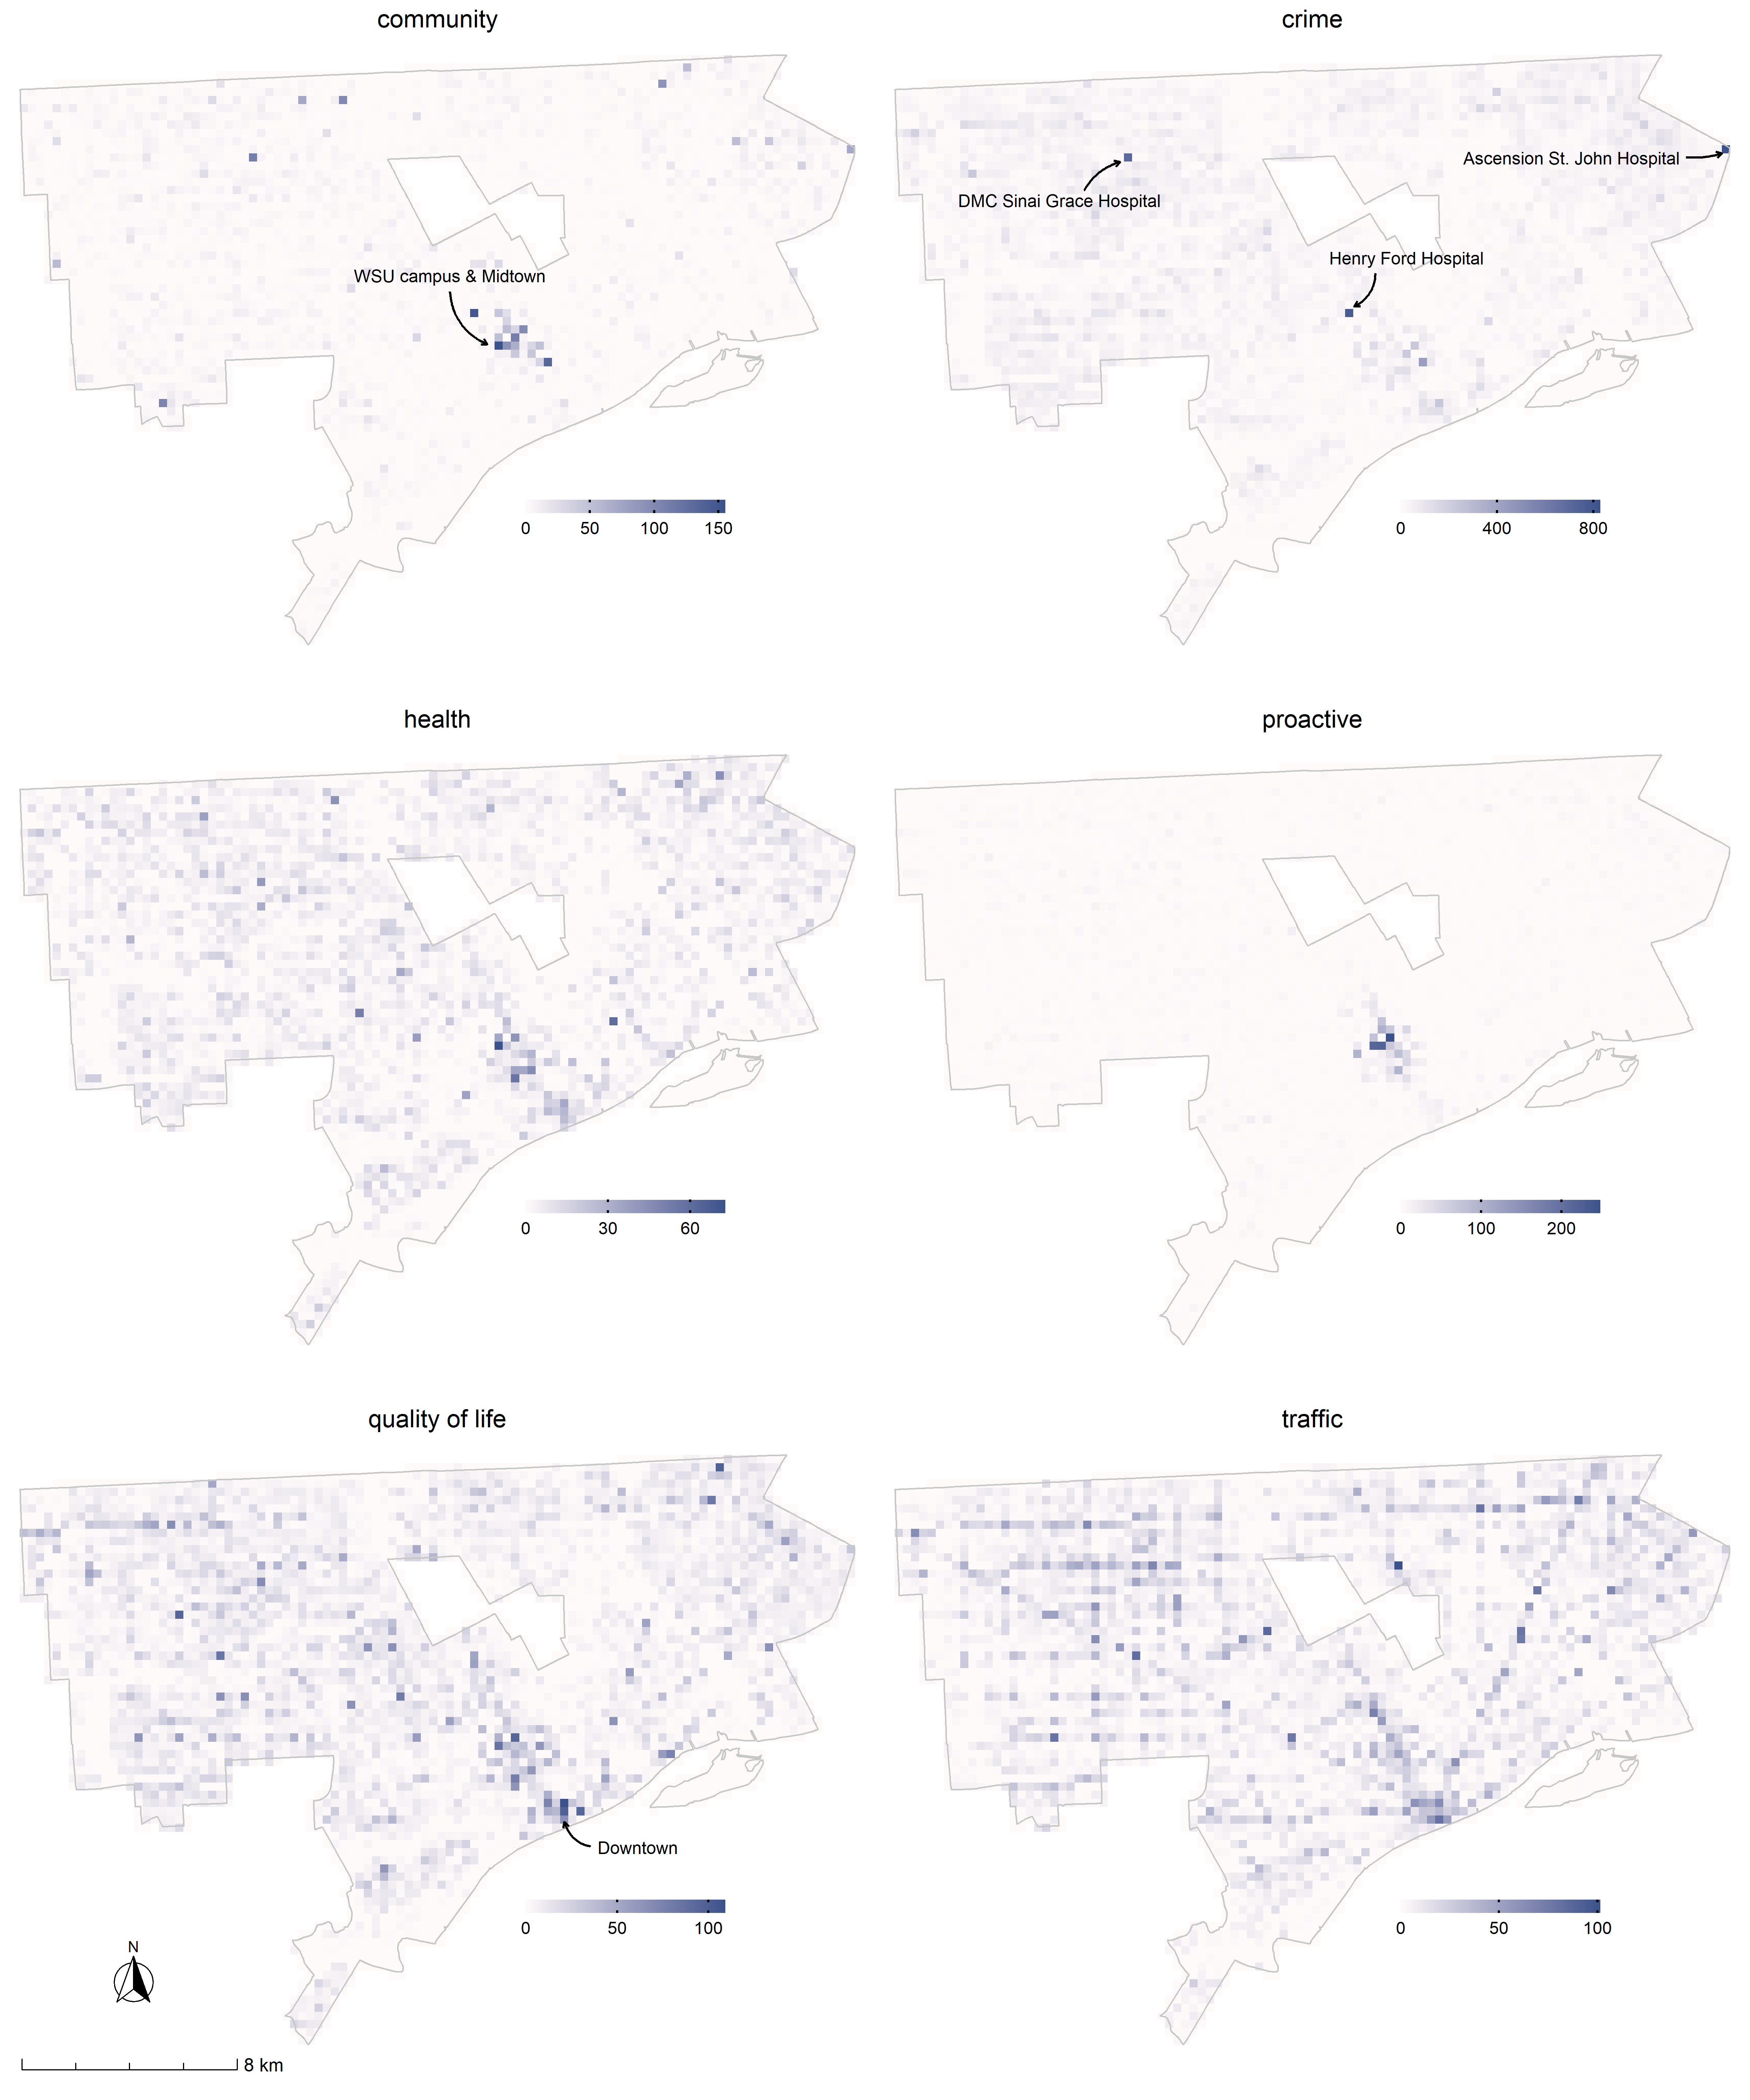 community
crime
Ascension St. John Hospital
DMC Sinai Grace Hospital
Henry Ford Hospital
WSU campus & Midtown
0 50 100 150
0 400 800
health
proactive
0 30 60
0 100 200
quality of life
traffic
Downtown
0 50 100
0 50 100
N
8 km